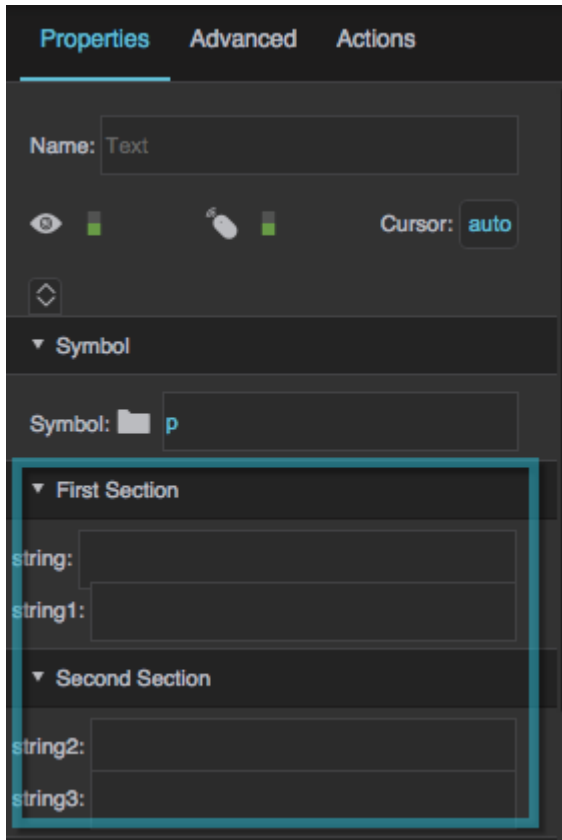 Properties Advanced Actions
Name: Text
Cursor: auto
Symbol
Symbol: p
First Section
string:
string1:
Second Section
string2:
string3: